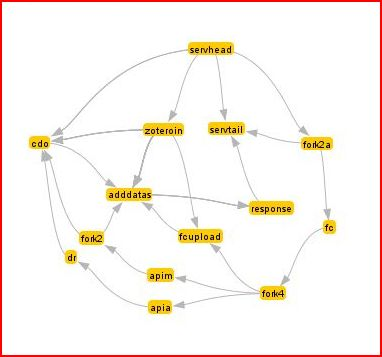 servhead
zoteroin
servtail
cdo
fork2a
adddatas
response
fc
fork2
fcupload
dr
apim
fork4
apia